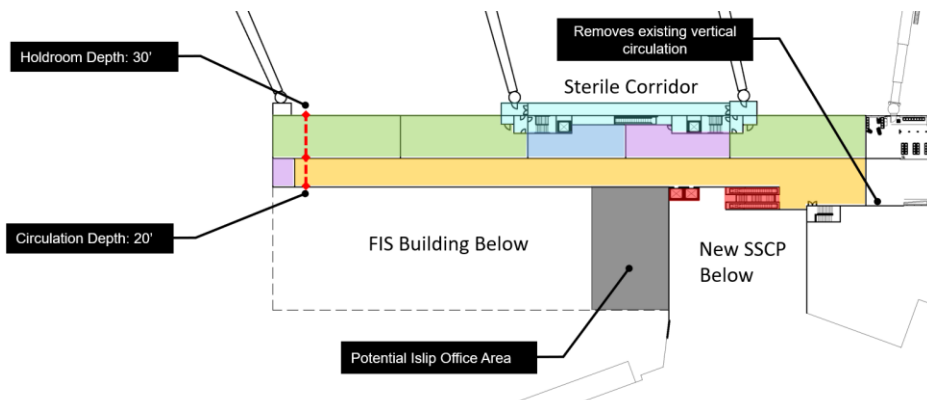 Holdroom Depth: 30'
Removes existing vertical
circulation
Sterile Corridor
Circulation Depth: 20'
FIS Building Below
New SSCP
Below
Potential Islip Office Area